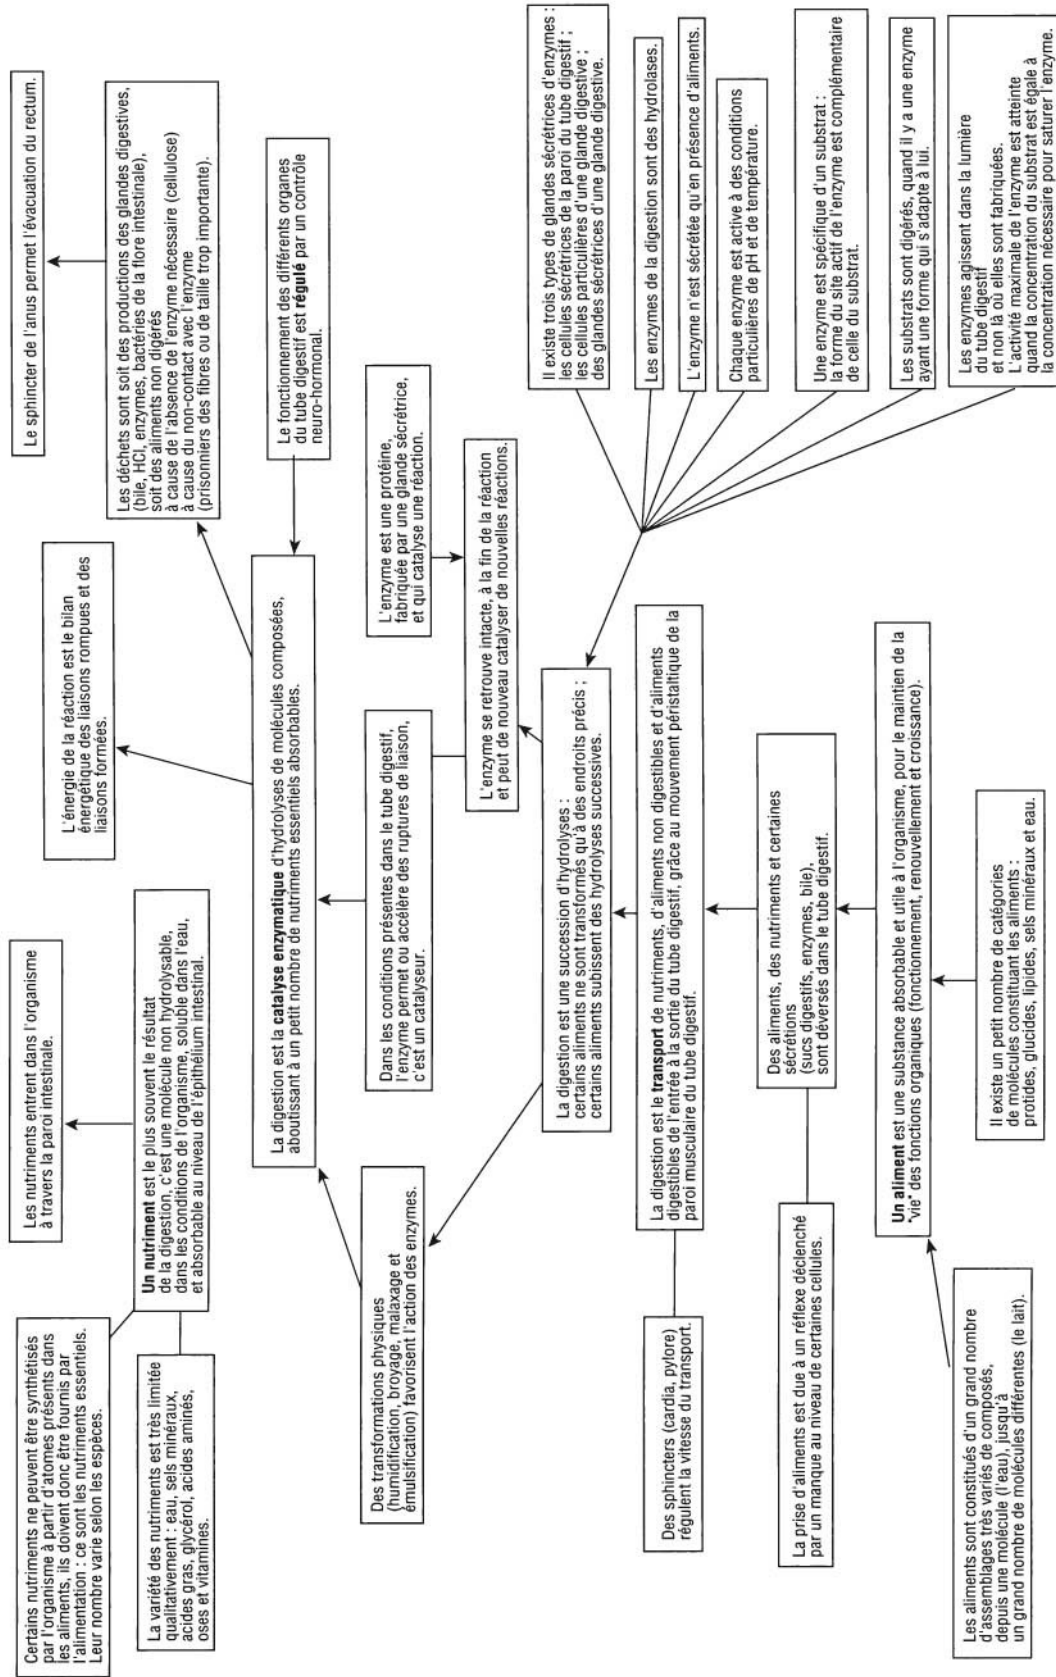 Certains nutriments ne peuvent être synthétisés
par l'organisme à partir d'atomes présents dans
les aliments, ils doivent donc être fournis par
l'alimentation : ce sont les nutriments essentiels.
Leur nombre varie selon les espèces.
La variété des nutriments est très limitée
qualitativement : eau, sels minéraux,
acides gras, glycérol, acides aminés,
oses et vitamines.
Les nutriments entrent dans l'organisme
à travers la paroi intestinale.
Un nutriment est le plus souvent le résultat
de la digestion, c'est une molécule non hydrolysable,
dans les conditions de l'organisme, soluble dans l'eau,
et absorbable au niveau de l'épithélium intestinal.
L'énergie de la réaction est le bilan
énergétique des liaisons rompues et des
liaisons formées.
Le sphincter de l'anus permet l'évacuation du rectum.
Les déchets sont soit des productions des glandes digestives,
(bile, HCl, enzymes, bactéries de la flore intestinale),
soit des aliments non digérés
à cause de l'absence de l'enzyme nécessaire (cellulose)
à cause du non-contact avec l'enzyme
(prisonniers des fibres ou de taille trop importante).
La digestion est la catalyse enzymatique d'hydrolyses de molécules composées,
aboutissant à un petit nombre de nutriments essentiels absorbables.
Le fonctionnement des différents organes
du tube digestif est régulé par un contrôle
neuro-hormonal.
Des transformations physiques
(humidification, broyage, malaxage et
émulsification) favorisent l'action des enzymes.
Dans les conditions présentes dans le tube digestif,
l'enzyme permet ou accélère des ruptures de liaison,
c'est un catalyseur.
L'enzyme est une protéine,
fabriquée par une glande sécrétrice,
et qui catalyse une réaction.
L'enzyme se retrouve intacte, à la fin de la réaction
et peut de nouveau catalyser de nouvelles réactions.
La digestion est une succession d'hydrolyses :
certains aliments ne sont transformés qu'à des endroits précis ;
certains aliments subissent des hydrolyses successives.
Il existe trois types de glandes sécrétrices d'enzymes :
les cellules sécrétrices de la paroi du tube digestif ;
les cellules particulières d'une glande digestive ;
des glandes sécrétrices d'une glande digestive.
Les enzymes de la digestion sont des hydrolases.
L'enzyme n'est sécrétée qu'en présence d'aliments.
Chaque enzyme est active à des conditions
particulières de pH et de température.
Une enzyme est spécifique d'un substrat :
la forme du site actif de l'enzyme est complémentaire
de celle du substrat.
Les substrats sont digérés, quand il y a une enzyme
ayant une forme qui s'adapte à lui.
Les enzymes agissent dans la lumière
du tube digestif
et non là où elles sont fabriquées.
L'activité maximale de l'enzyme est atteinte
quand la concentration du substrat est égale à
la concentration nécessaire pour saturer l'enzyme.
Des sphincters (cardia, pylore)
régulent la vitesse du transport.
La digestion est le transport de nutriments, d'aliments non digestibles et d'aliments
digestibles de l'entrée à la sortie du tube digestif, grâce au mouvement péristaltique de la
paroi musculaire du tube digestif.
La prise d'aliments est due à un réflexe déclenché
par un manque au niveau de certaines cellules.
Des aliments, des nutriments et certaines
sécrétions
(sucs digestifs, enzymes, bile),
sont déversés dans le tube digestif.
Un aliment est une substance absorbable et utile à l'organisme, pour le maintien de la
"vie" des fonctions organiques (fonctionnement, renouvellement et croissance).
Les aliments sont constitués d'un grand nombre
d'assemblages très variés de composés,
depuis une molécule (l'eau), jusqu'à
un grand nombre de molécules différentes (le lait).
Il existe un petit nombre de catégories
de molécules constituant les aliments :
protides, glucides, lipides, sels minéraux et eau.